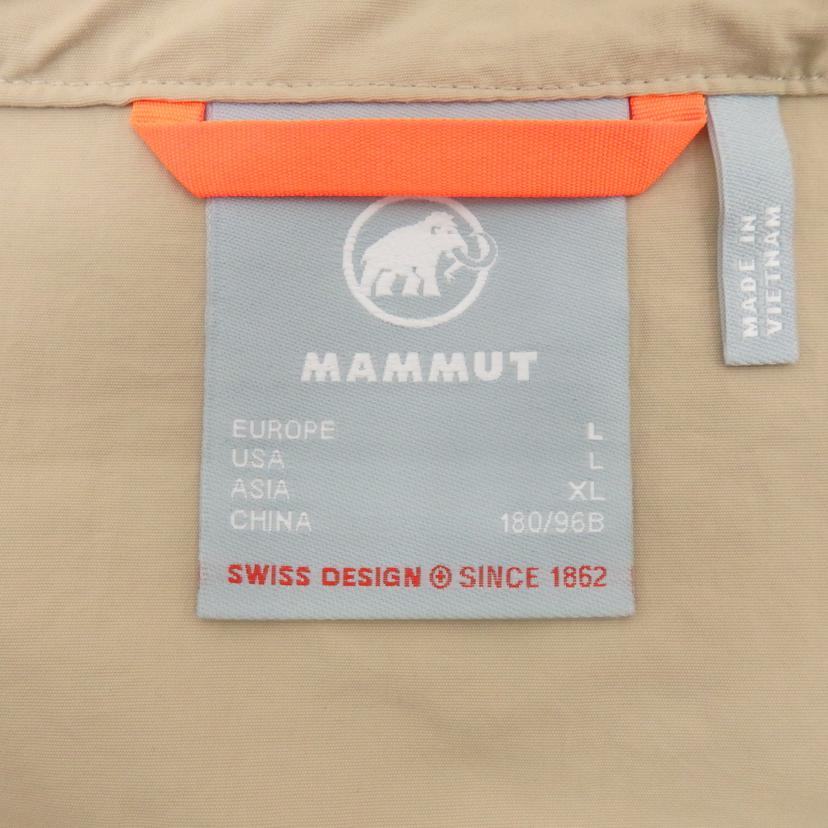 MAMMUT
EUROPE L
USA L
ASIA XL
CHINA 180/96B
SWISS DESIGN SINCE 1862
MADE IN
VIETNAM